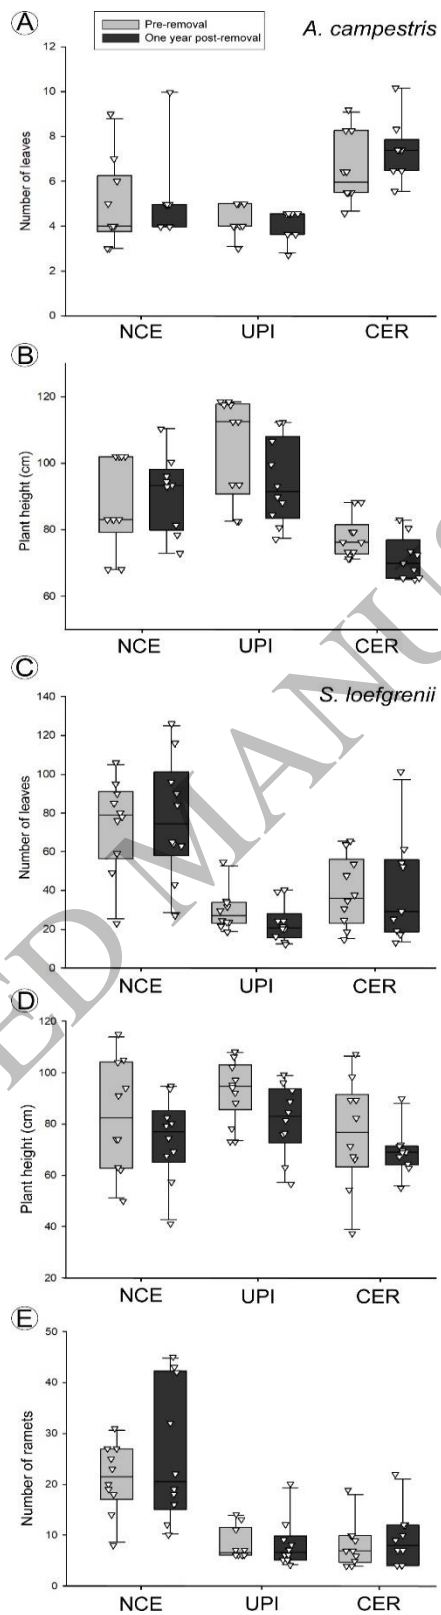 A
Pre-removal
One year post-removal
A. campestris
Number of leaves
12
10
8
6
4
2
0
NCE UPI CER
B
Plant height (cm)
120
100
80
60
NCE UPI CER
C
S. loefgrenii
Number of leaves
140
120
100
80
60
40
20
0
NCE UPI CER
D
Plant height (cm)
120
100
80
60
40
20
NCE UPI CER
E
Number of ramets
50
40
30
20
10
0
NCE UPI CER
ED MANUS